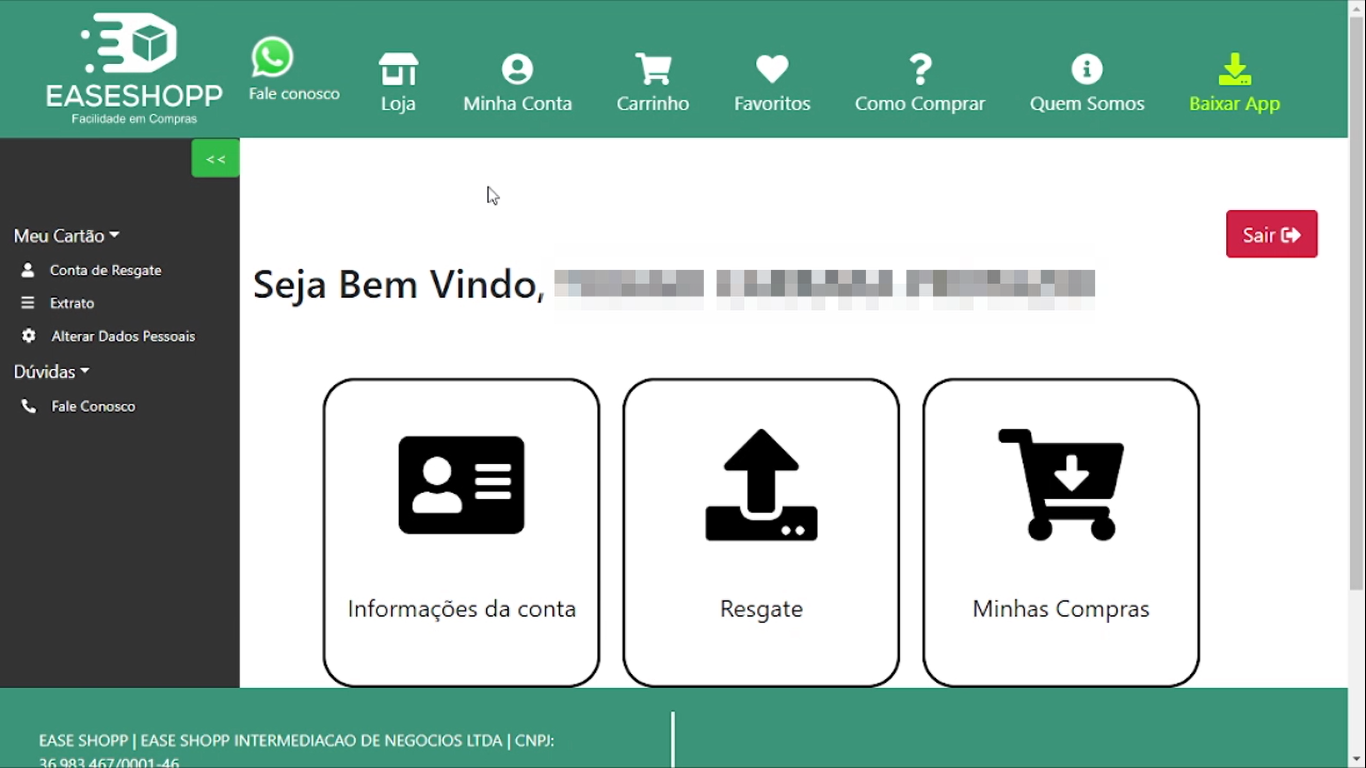 EASESHOPP
Facilidade em Compras
Fale conosco
Loja
Minha Conta
Carrinho
Favoritos
Como Comprar
Quem Somos
Baixar App
<<
Meu Cartão
Conta de Resgate
Extrato
Alterar Dados Pessoais
Dúvidas
Fale Conosco
Sair
Seja Bem Vindo,
Informações da conta
Resgate
Minhas Compras
EASE SHOPP | EASE SHOPP INTERMEDIACAO DE NEGOCIOS LTDA | CNPJ:
36.983.467/0001-46